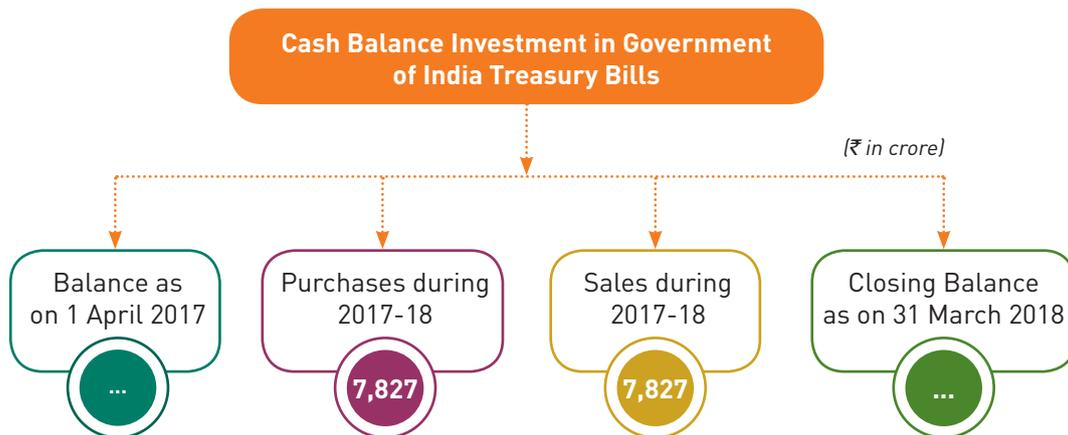 Cash Balance Investment in Government
of India Treasury Bills
(₹ in crore)
Balance as
on 1 April 2017
...
Purchases during
2017-18
7,827
Sales during
2017-18
7,827
Closing Balance
as on 31 March 2018
...